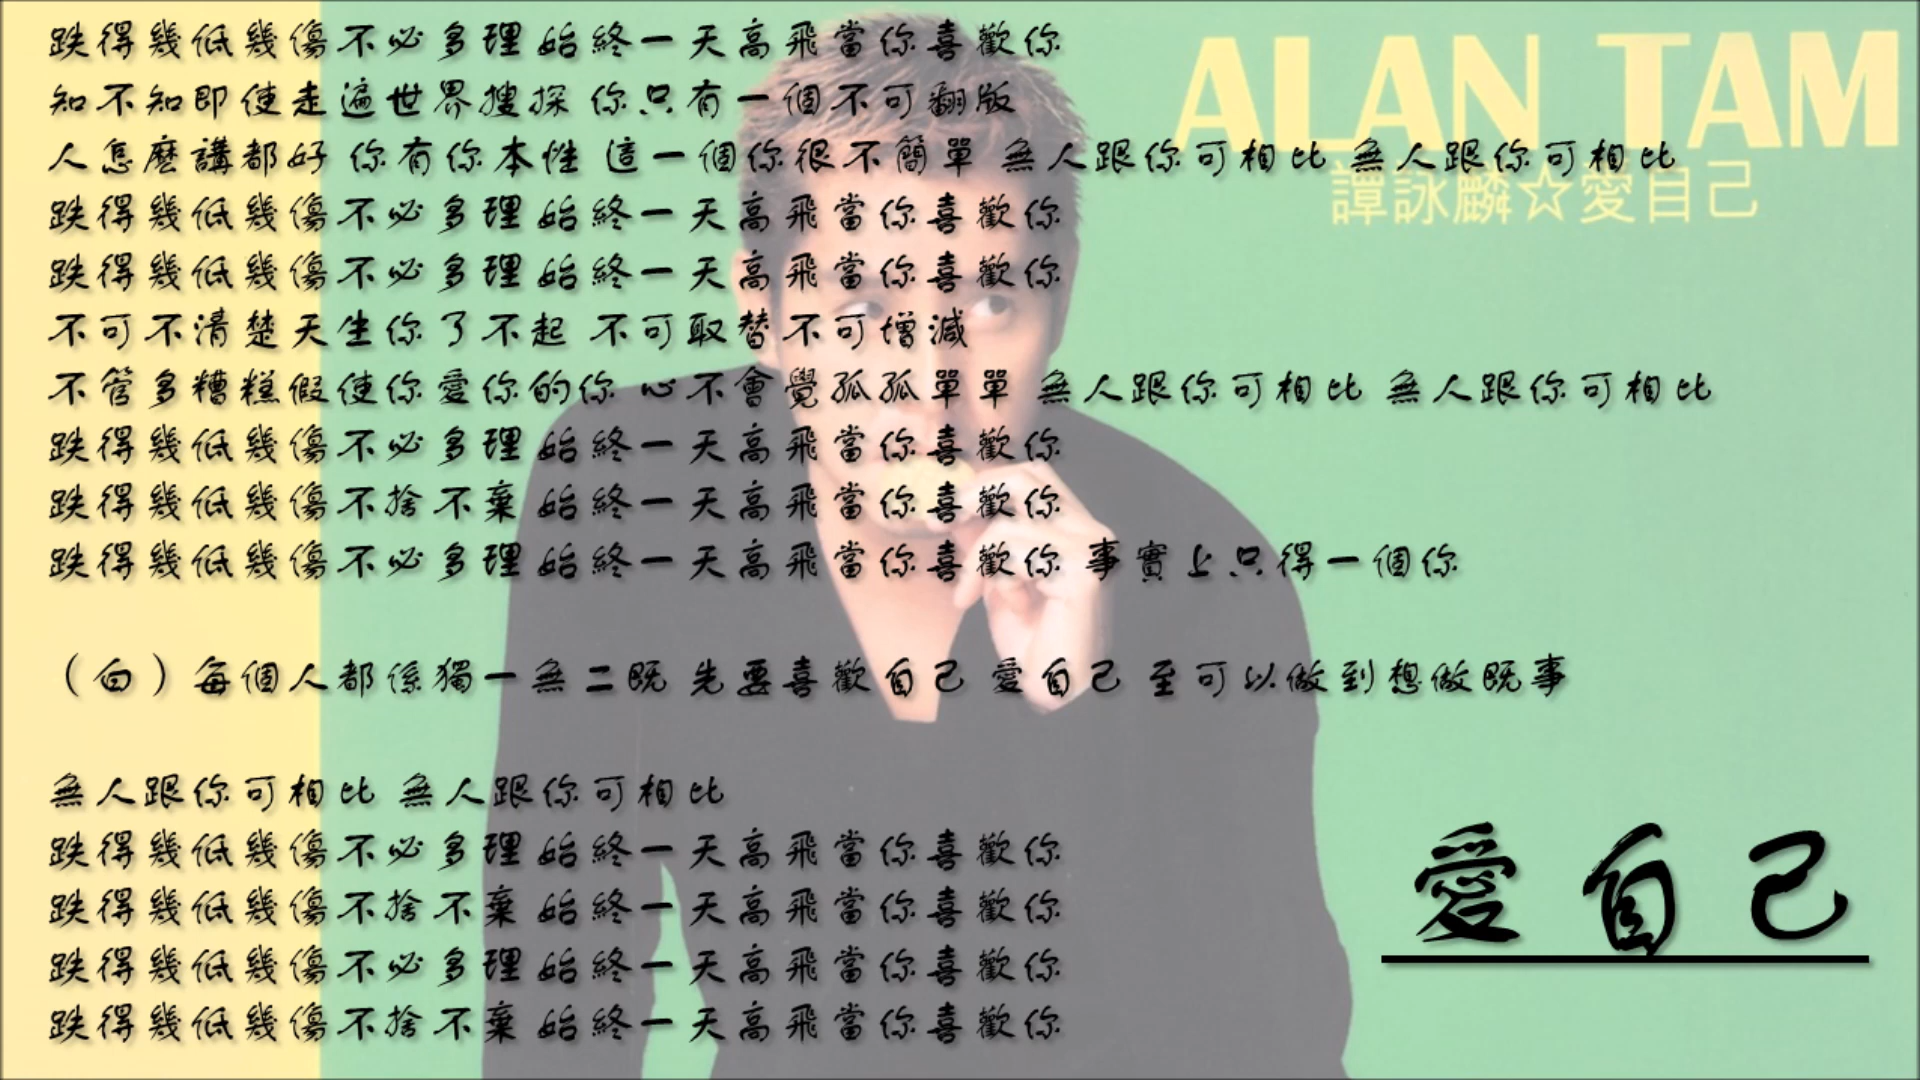 跌得幾低幾傷不必多理 始終一天高飛當你喜歡你
知不知即使走遍世界搜探 你只有一個不可翻版
人怎麼講都好 你有你本性 這一個你很不簡單 無人跟你可相比 無人跟你可相比
跌得幾低幾傷不必多理 始終一天高飛當你喜歡你
跌得幾低幾傷不必多理 始終一天高飛當你喜歡你
不可不清楚天生你了不起 不可取替不可增減
不管多糟糕假使你愛你的你 心不會覺孤孤單單 無人跟你可相比 無人跟你可相比
跌得幾低幾傷不必多理 始終一天高飛當你喜歡你
跌得幾低幾傷不捨不棄 始終一天高飛當你喜歡你
跌得幾低幾傷不必多理 始終一天高飛當你喜歡你 事實上只得一個你
（白）每個人都係獨一無二既 先要喜歡自己 愛自己 至可以做到想做既事
無人跟你可相比 無人跟你可相比
跌得幾低幾傷不必多理 始終一天高飛當你喜歡你
跌得幾低幾傷不捨不棄 始終一天高飛當你喜歡你
跌得幾低幾傷不必多理 始終一天高飛當你喜歡你
跌得幾低幾傷不捨不棄 始終一天高飛當你喜歡你
ALAN TAM
譚詠麟☆愛自己
愛自己